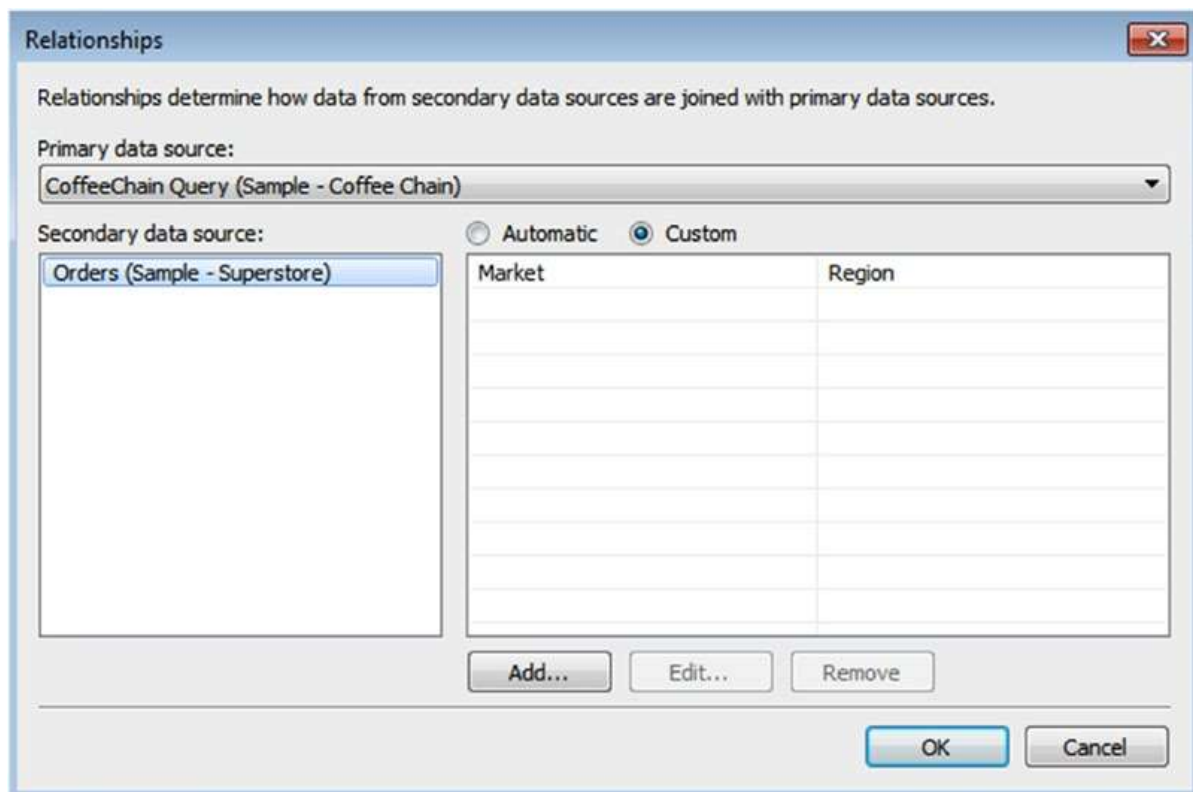 Relationships
Relationships determine how data from secondary data sources are joined with primary data sources.
Primary data source:
CoffeeChain Query (Sample - Coffee Chain)
Secondary data source:
Automatic Custom
Orders (Sample - Superstore)
Market Region
Add... Edit... Remove
OK Cancel